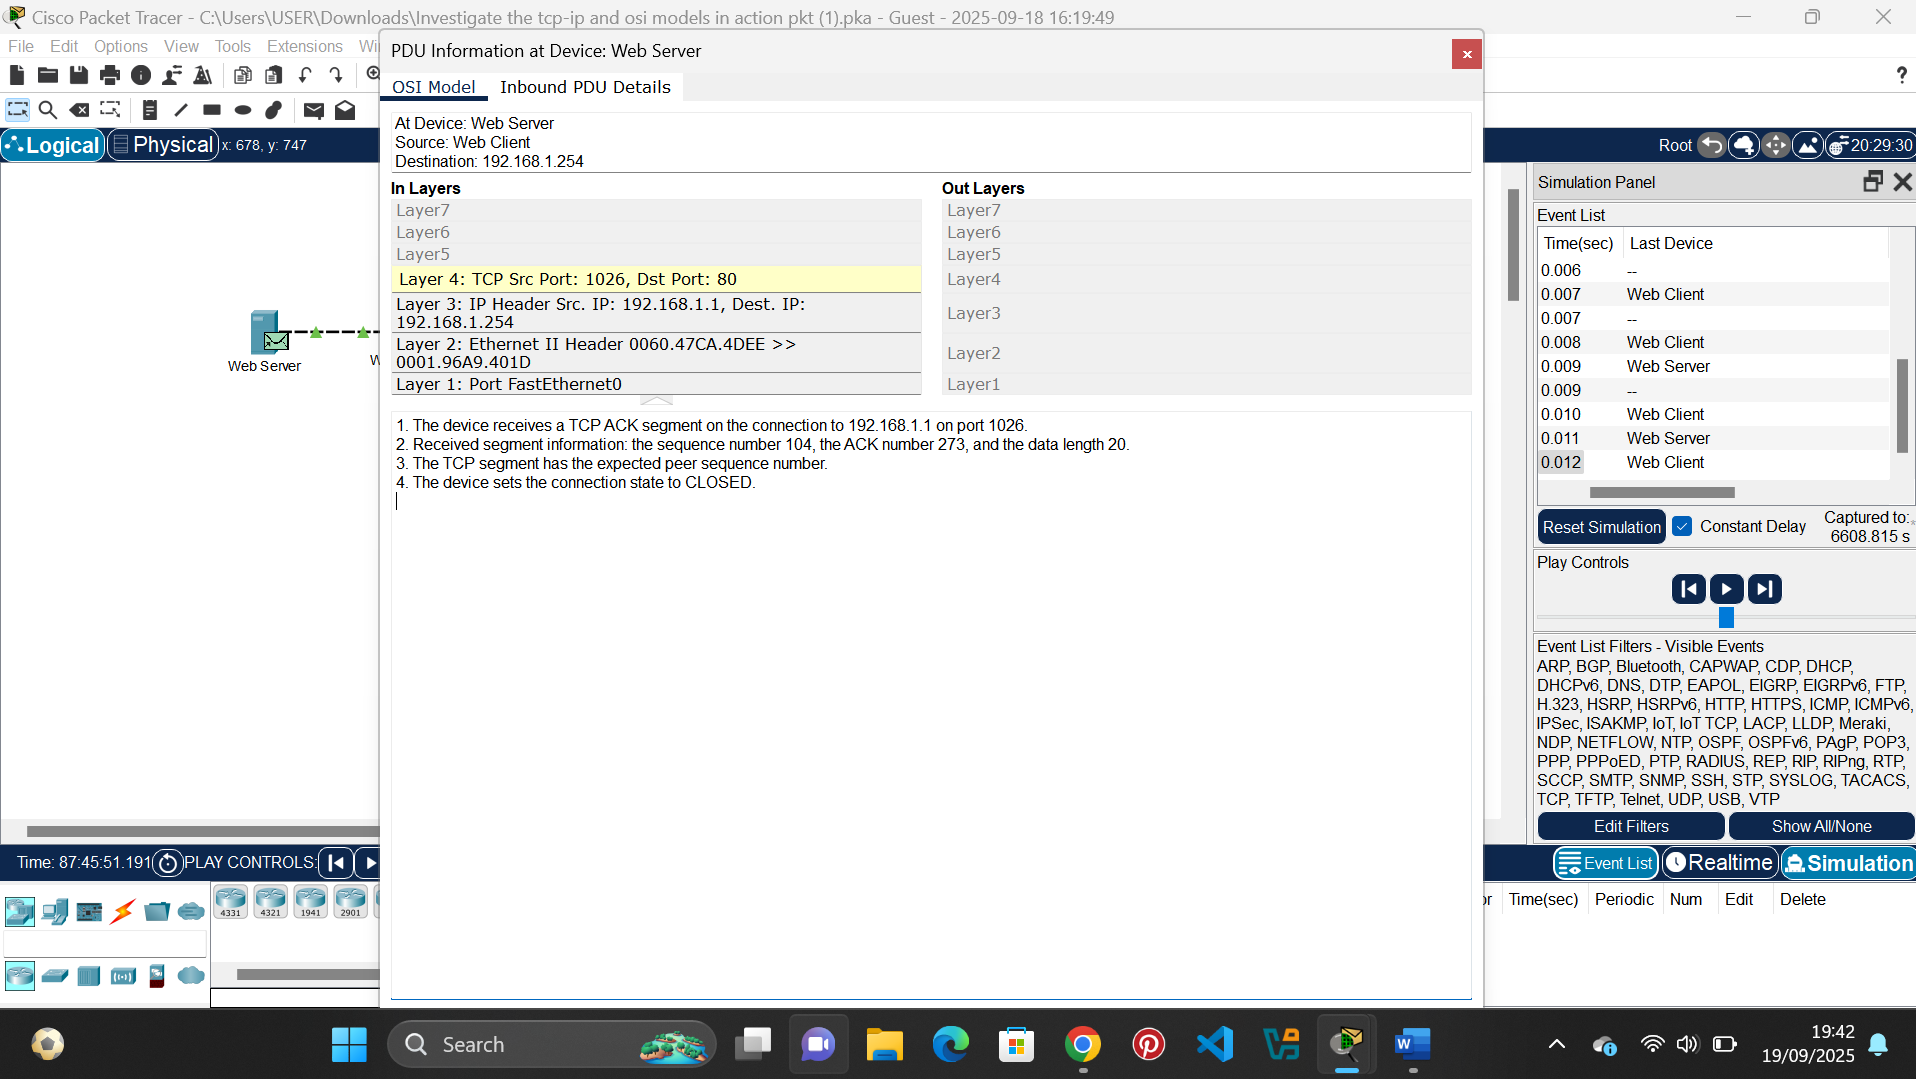 Cisco Packet Tracer - C:\Users\USER\Downloads\Investigate the tcp-ip and osi models in action pkt (1).pka - Guest - 2025-09-18 16:19:49
File Edit Options View Tools Extensions
PDU Information at Device: Web Server
OSI Model Inbound PDU Details
At Device: Web Server
Source: Web Client
Destination: 192.168.1.254
In Layers
Layer7
Layer6
Layer5
Layer 4: TCP Src Port: 1026, Dst Port: 80
Layer 3: IP Header Src. IP: 192.168.1.1, Dest. IP:
192.168.1.254
Layer 2: Ethernet II Header 0060.47CA.4DEE >>
0001.96A9.401D
Layer 1: Port FastEthernet0
Out Layers
Layer7
Layer6
Layer5
Layer4
Layer3
Layer2
Layer1
1. The device receives a TCP ACK segment on the connection to 192.168.1.1 on port 1026.
2. Received segment information: the sequence number 104, the ACK number 273, and the data length 20.
3. The TCP segment has the expected peer sequence number.
4. The device sets the connection state to CLOSED.
Logical Physical x: 678, y: 747
Root 20:29:30
Web Server
W
Simulation Panel
Event List
Time(sec) Last Device
0.006 --
0.007 Web Client
0.007 --
0.008 Web Client
0.009 Web Server
0.009 --
0.010 Web Client
0.011 Web Server
0.012 Web Client
Reset Simulation Constant Delay Captured to:
6608.815 s
Play Controls
Event List Filters - Visible Events
ARP, BGP, Bluetooth, CAPWAP, CDP, DHCP,
DHCPv6, DNS, DTP, EAPOL, EIGRP, EIGRPv6, FTP,
H.323, HSRP, HSRPv6, HTTP, HTTPS, ICMP, ICMPv6,
IPSec, ISAKMP, IoT, IoT TCP, LACP, LLDP, Meraki,
NDP, NETFLOW, NTP, OSPF, OSPFv6, PAgP, POP3,
PPP, PPPoED, PTP, RADIUS, REP, RIP, RIPng, RTP,
SCCP, SMTP, SNMP, SSH, STP, SYSLOG, TACACS,
TCP, TFTP, Telnet, UDP, USB, VTP
Edit Filters Show All/None
Time: 87:45:51.191 PLAY CONTROLS:
Event List Realtime Simulation
4331 4321 1941 2901
Time(sec) Periodic Num Edit Delete
Search
19:42
19/09/2025